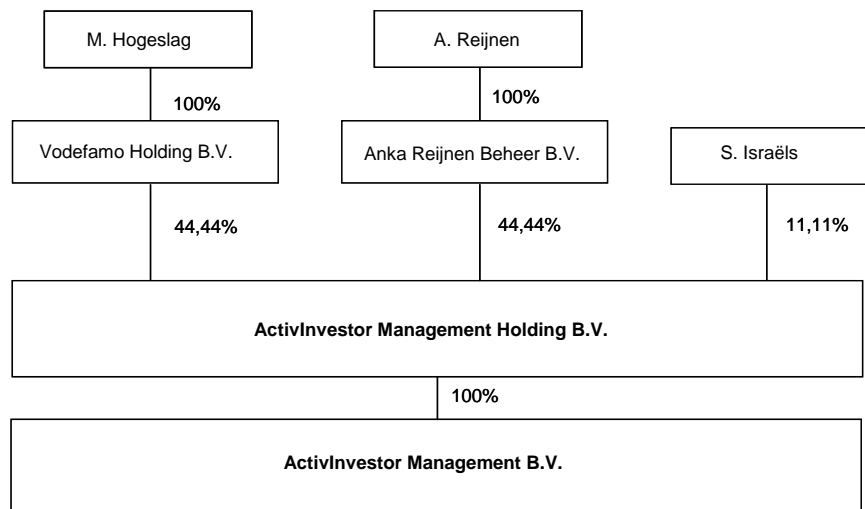 M. Hogeslag
A. Reijnen
100%
100%
Vodefamo Holding B.V.
Anka Reijnen Beheer B.V.
S. Israëls
44,44%
44,44%
11,11%
ActivInvestor Management Holding B.V.
100%
ActivInvestor Management B.V.